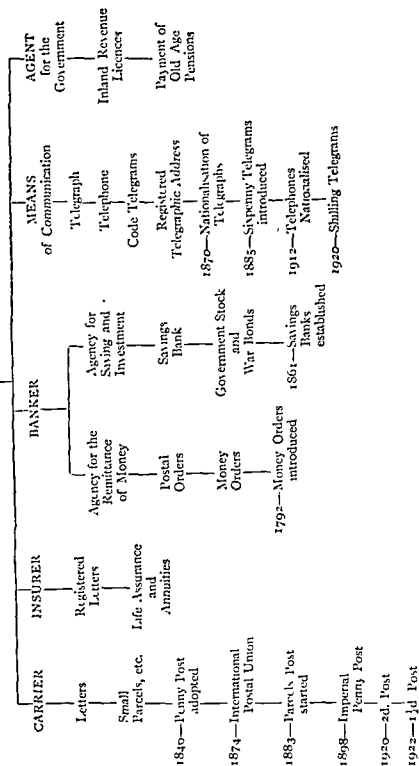 CARRIER
Letters
Small
Parcels, etc.
1840—Penny Post
adopted
1874—International
Postal Union
1883—Parcels Post
started
1898—Imperial
Penny Post
1920—2d. Post
1922—1½d Post
INSURER
Registered
Letters
Life Assurance
and
Annuities
BANKER
Agency for the
Remittance
of Money
Postal
Orders
Money
Orders
1792—Money Orders
introduced
Agency for
Saving and
Investment
Savings
Bank
Government Stock
and
War Bonds
1861—Savings
Banks
established
MEANS
of Communication
Telegraph
Telephone
Code Telegrams
Registered
Telegraphic Address
1870—Nationalisation of
Telegraphs
1885—Sixpenny Telegrams
introduced
1912—Telephones
Nationalised
1920—Shilling Telegrams
AGENT
for the
Government
Inland Revenue
Licences
Payment of
Old Age
Pensions